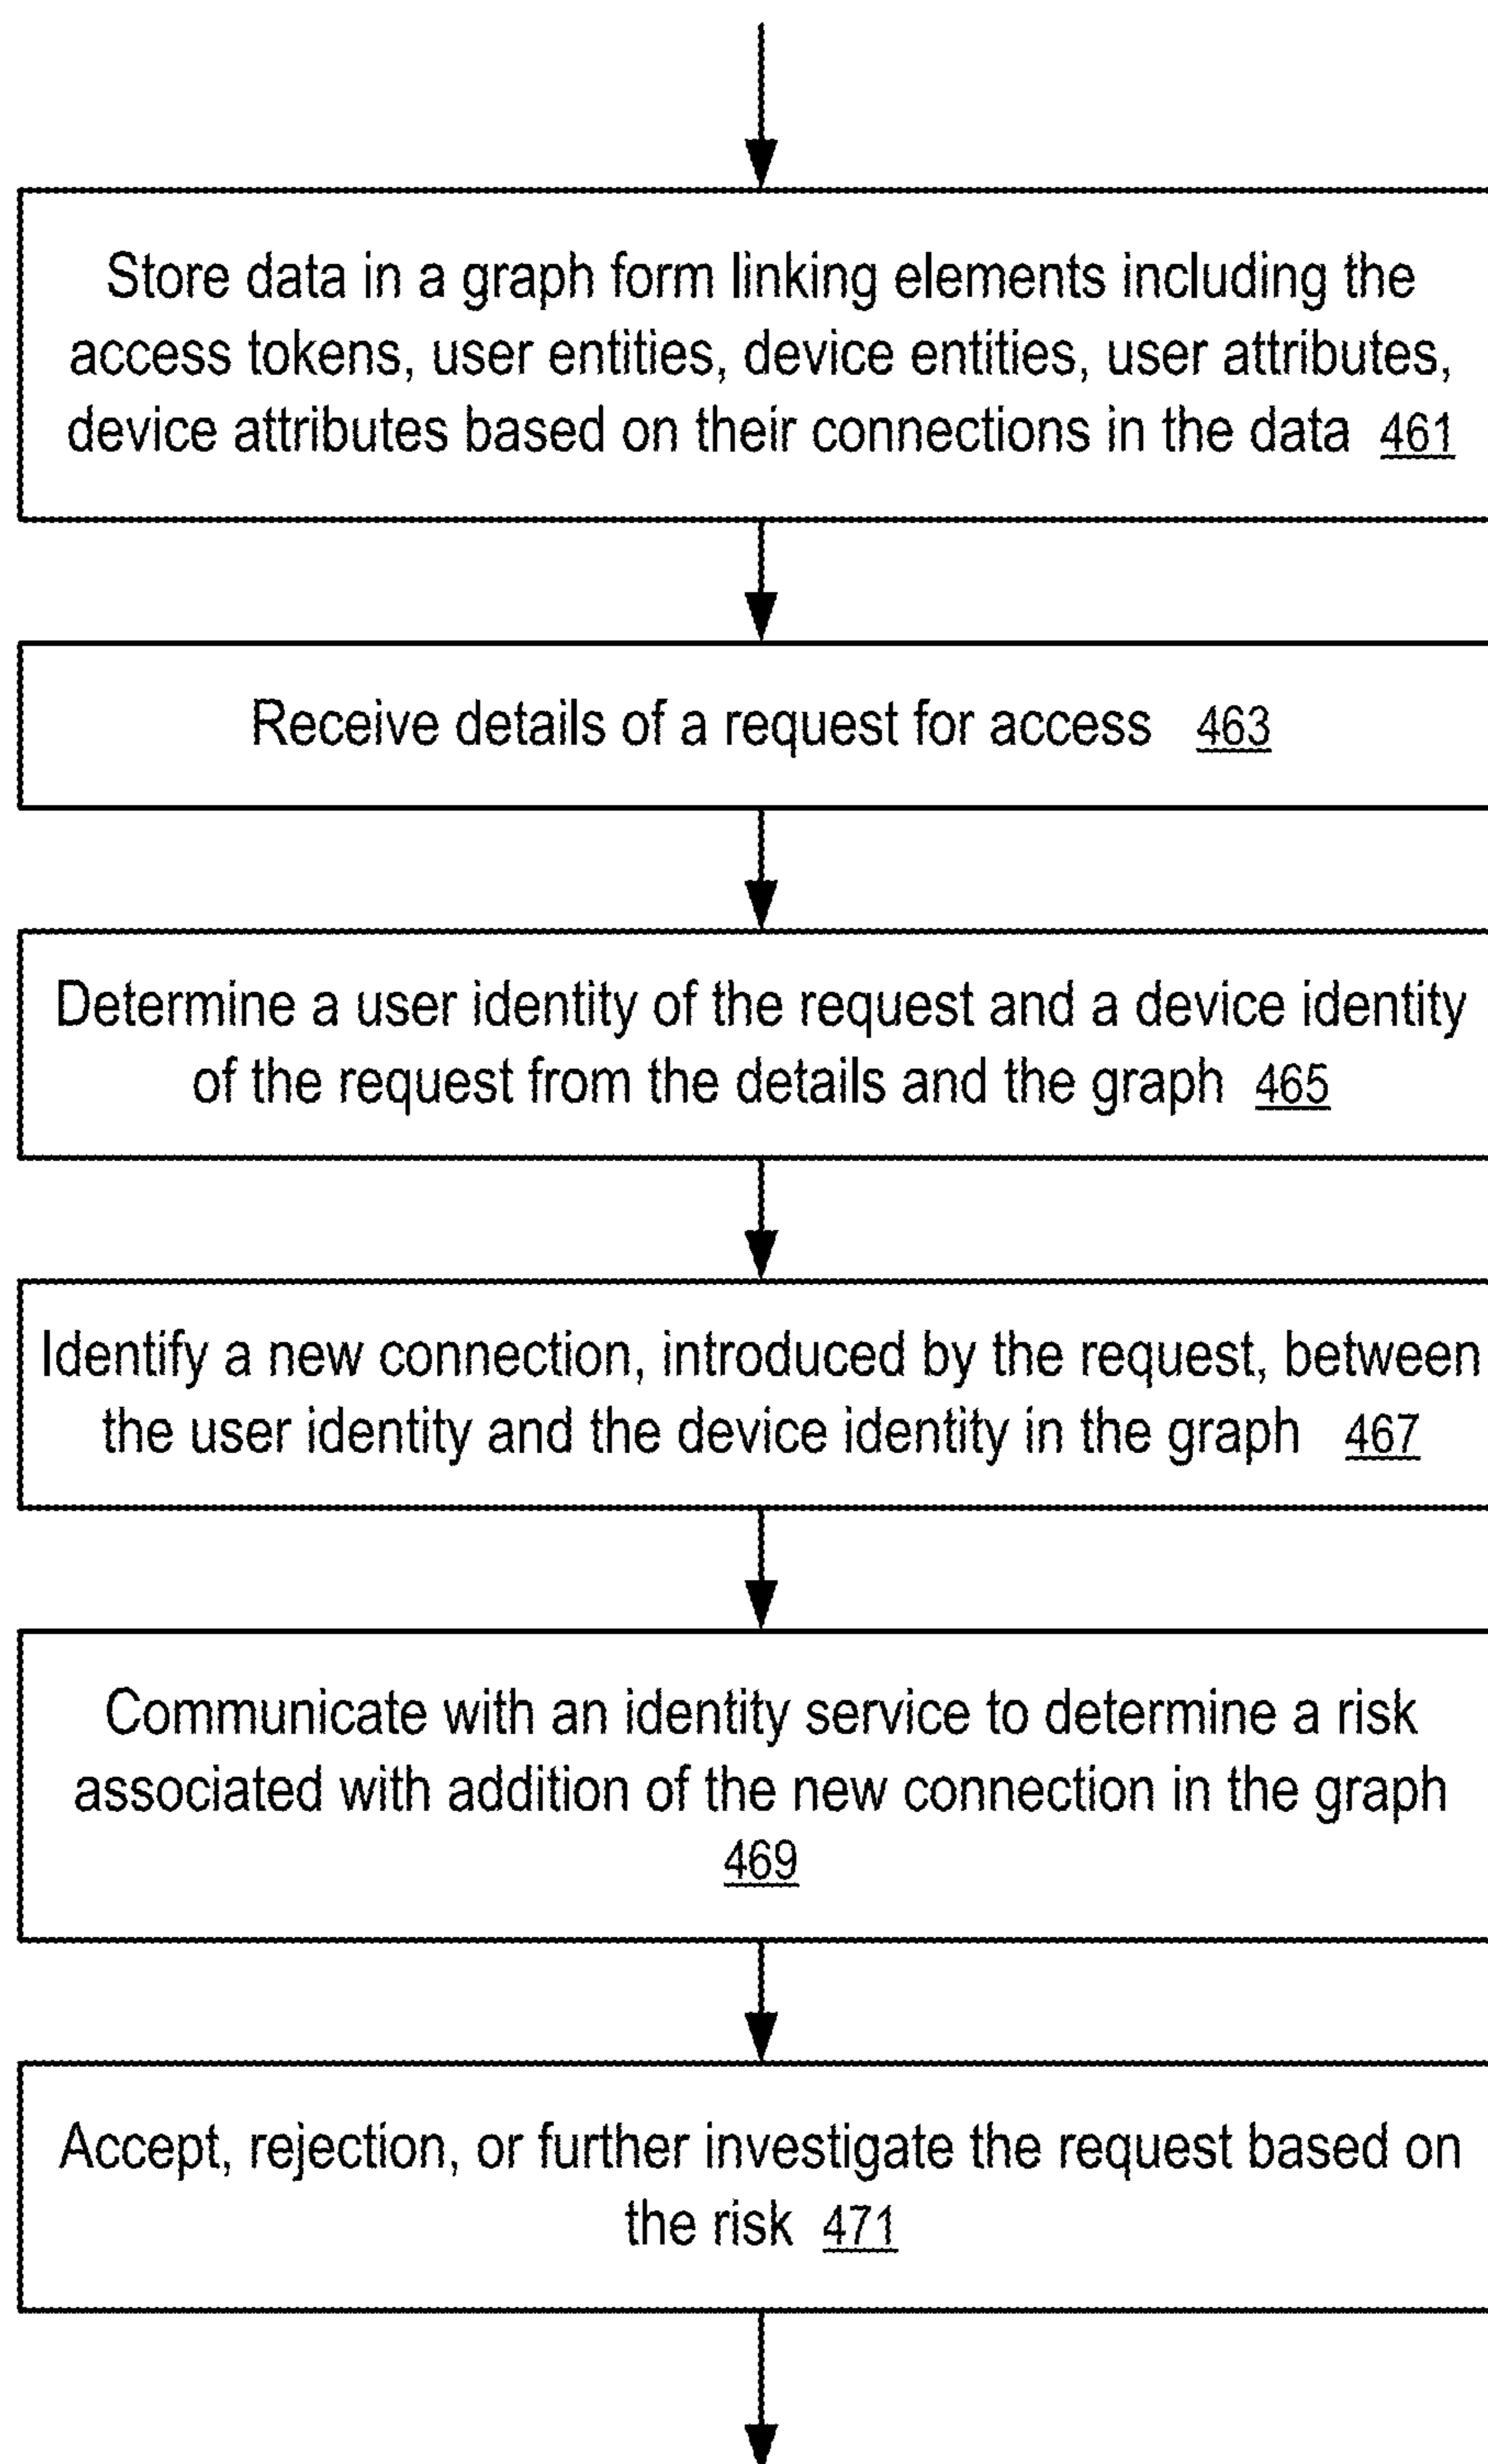 Store data in a graph form linking elements including the
access tokens, user entities, device entities, user attributes,
device attributes based on their connections in the data 461
Receive details of a request for access 463
Determine a user identity of the request and a device identity
of the request from the details and the graph 465
Identify a new connection, introduced by the request, between
the user identity and the device identity in the graph 467
Communicate with an identity service to determine a risk
associated with addition of the new connection in the graph
469
Accept, rejection, or further investigate the request based on
the risk 471